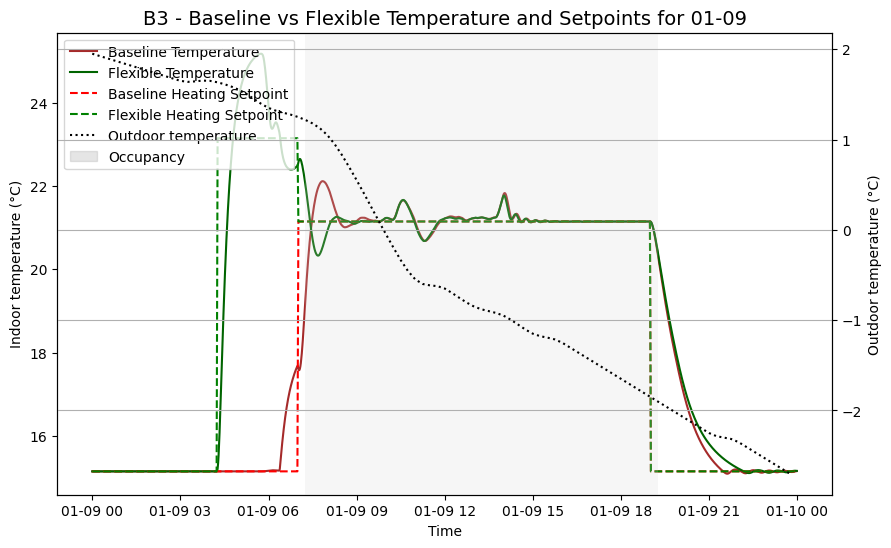 B3 - Baseline vs Flexible Temperature and Setpoints for 01-09
Baseline Temperature
Flexible Temperature
Baseline Heating Setpoint
Flexible Heating Setpoint
Outdoor temperature
Occupancy
Indoor temperature (°C)
24
22
20
18
16
2
1
0
−1
−2
Outdoor temperature (°C)
01-09 00
01-09 03
01-09 06
01-09 09
01-09 12
01-09 15
01-09 18
01-09 21
01-10 00
Time